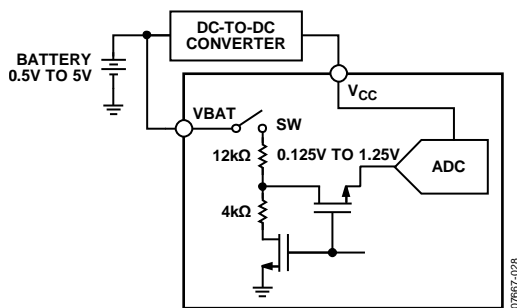 DC-TO-DC
CONVERTER
BATTERY
0.5V TO 5V
VCC
VBAT
SW
12kΩ
0.125V TO 1.25V
ADC
4kΩ
07667-028